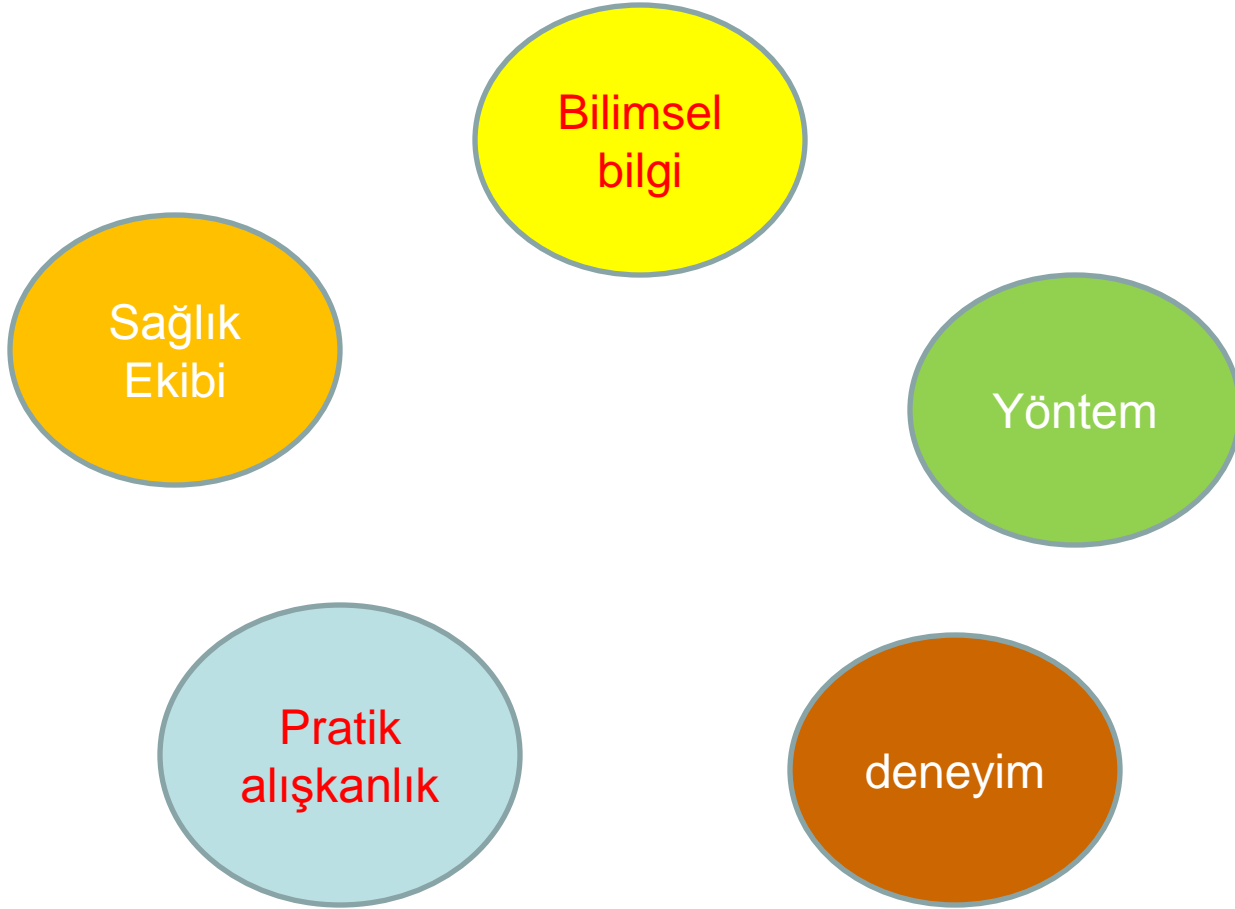 Bilimsel
bilgi
Sağlık
Ekibi
Yöntem
Pratik
alışkanlık
deneyim